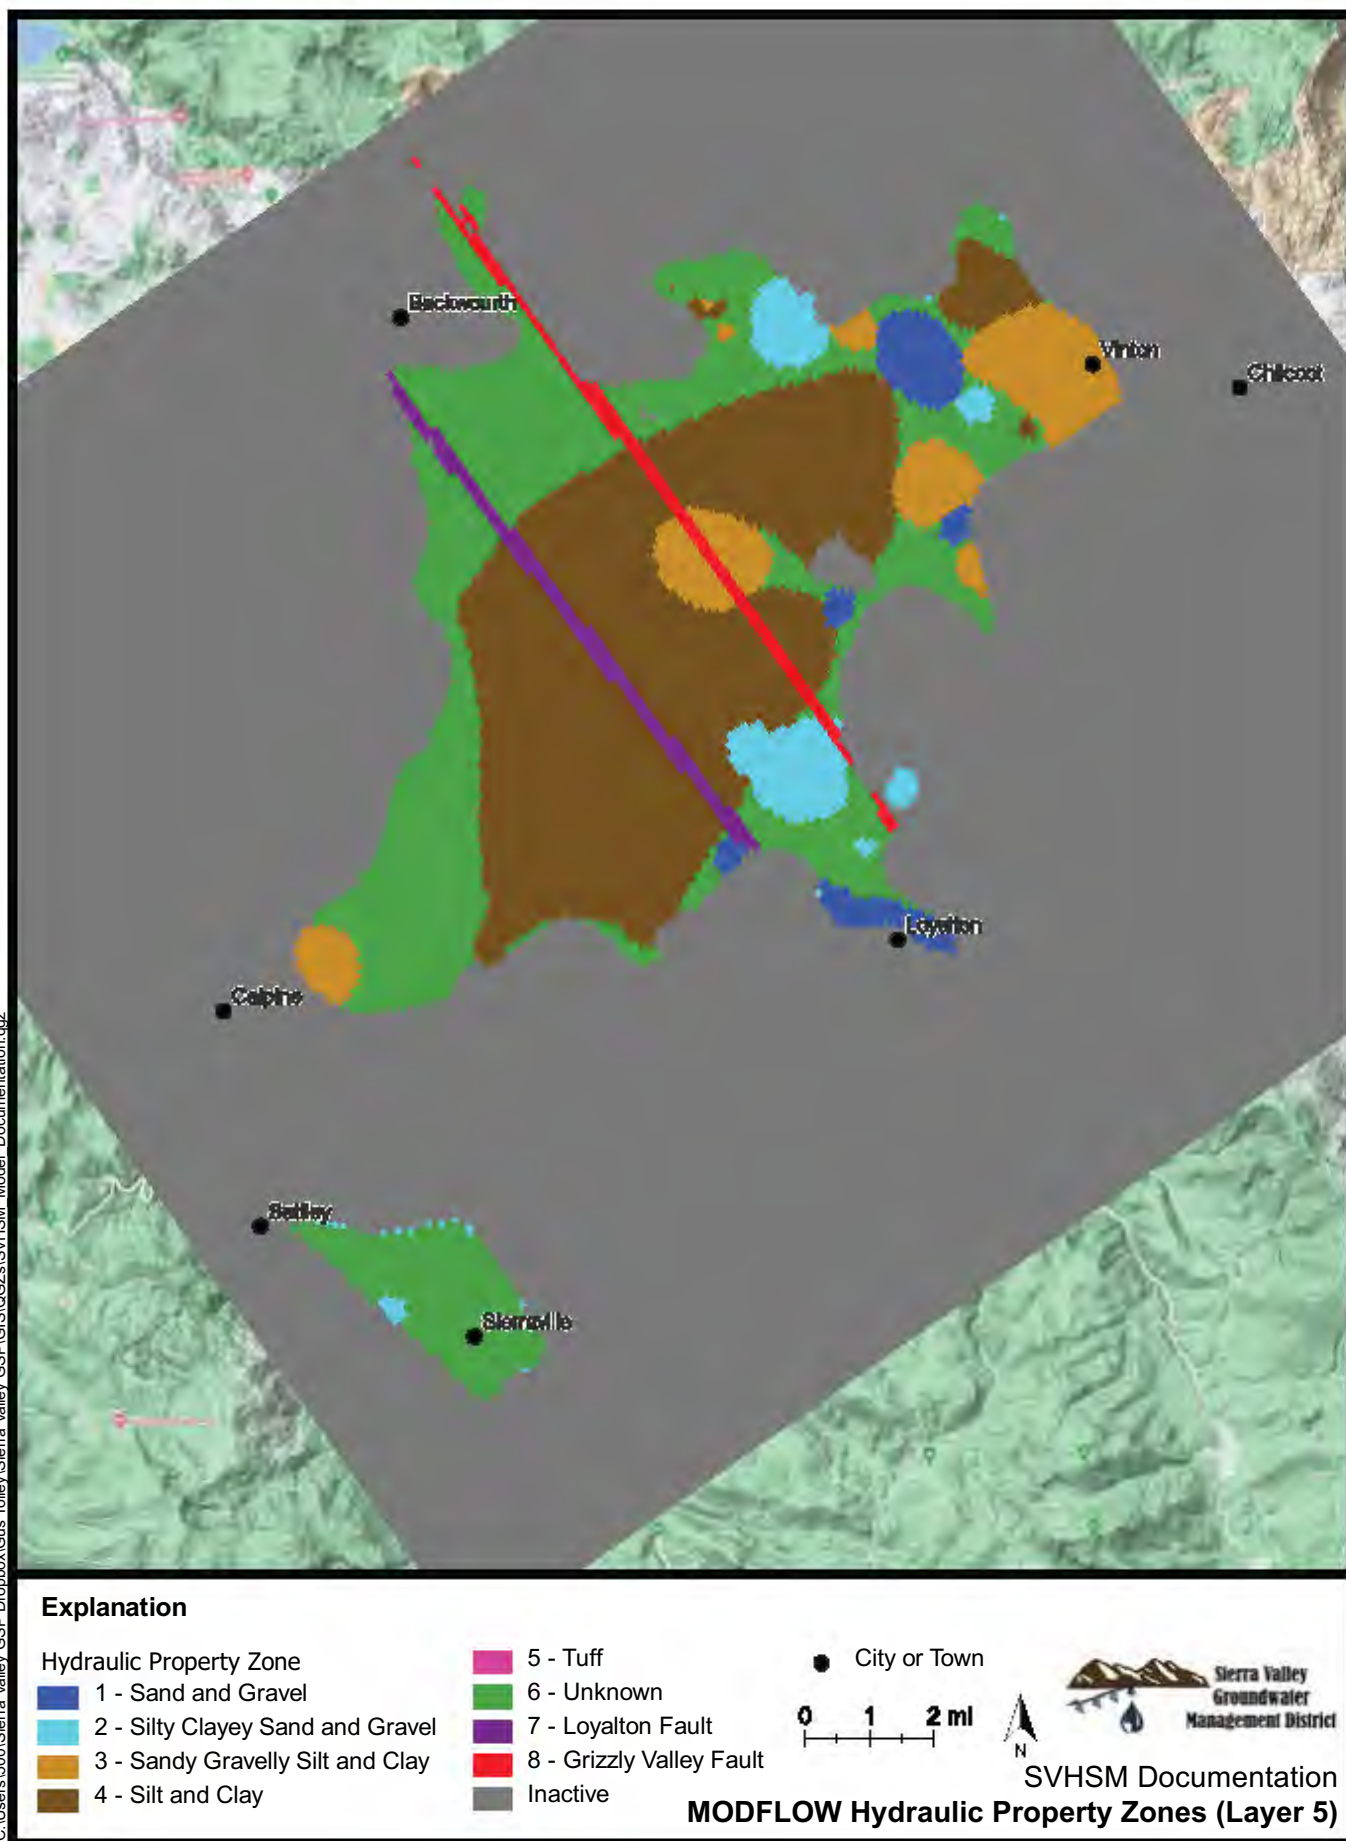 Beckwourth
Vinton
Chilcoot
Loyalton
Calpine
Sattley
Sierraville
Explanation
Hydraulic Property Zone
1 - Sand and Gravel
2 - Silty Clayey Sand and Gravel
3 - Sandy Gravelly Silt and Clay
4 - Silt and Clay
5 - Tuff
6 - Unknown
7 - Loyalton Fault
8 - Grizzly Valley Fault
Inactive
City or Town
0 1 2 mi
N
Sierra Valley
Groundwater
Management District
SVHSM Documentation
MODFLOW Hydraulic Property Zones (Layer 5)